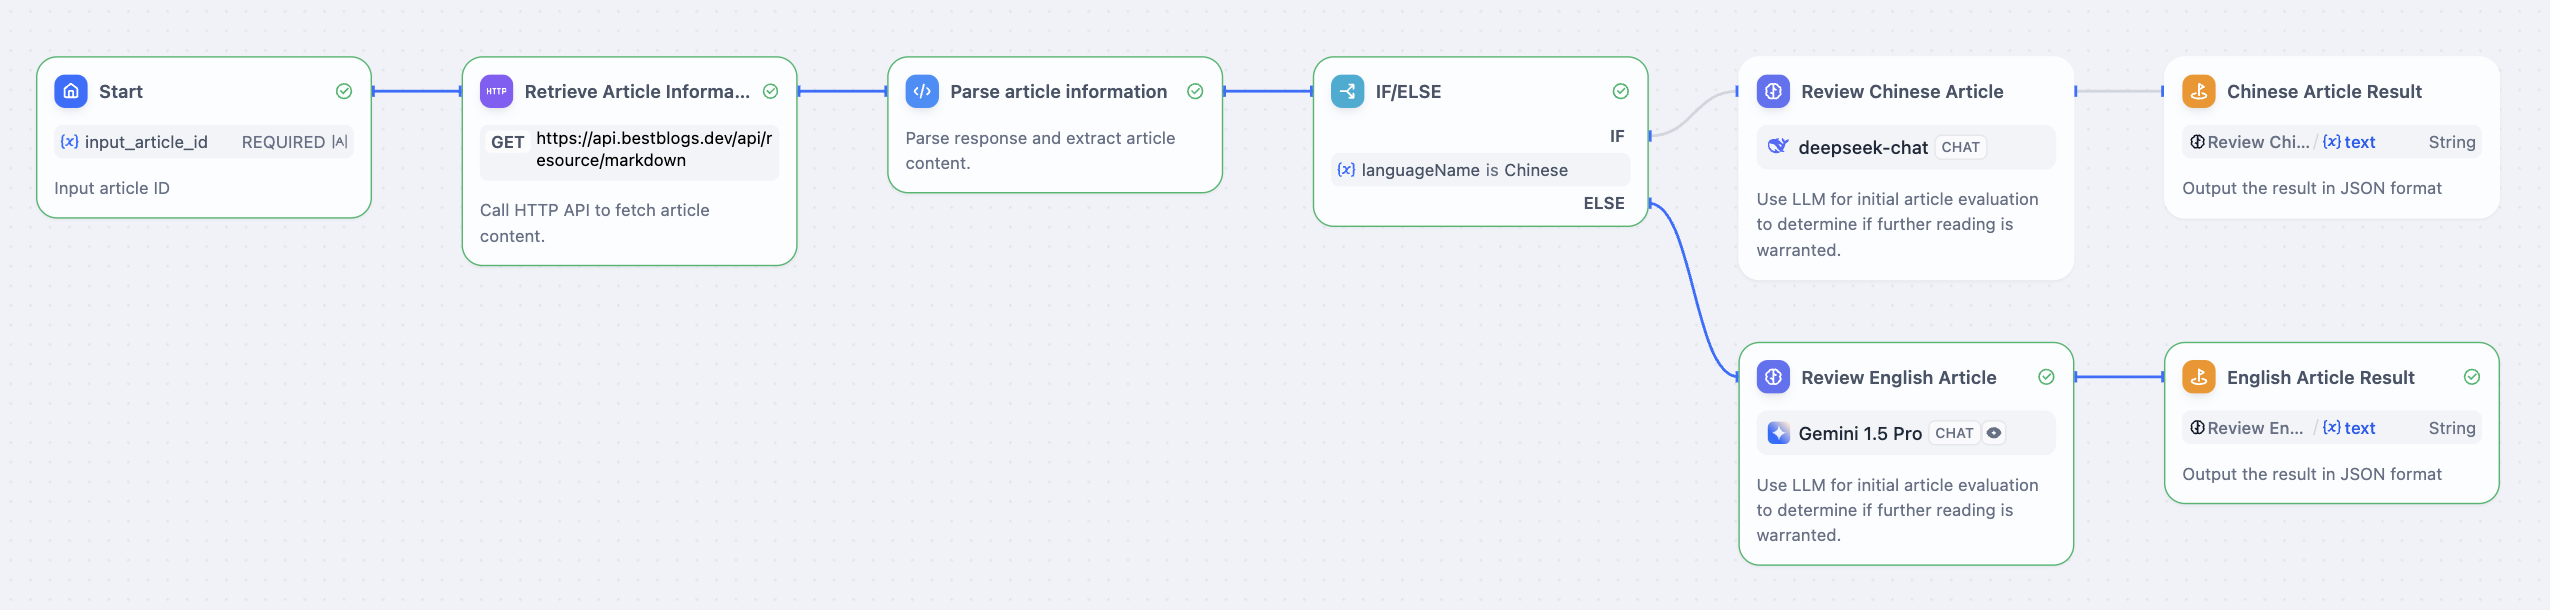 Start
{x} input_article_id REQUIRED |A|
Input article ID
HTTP Retrieve Article Informa...
GET https://api.bestblogs.dev/api/r
esource/markdown
Call HTTP API to fetch article
content.
</> Parse article information
Parse response and extract article
content.
IF/ELSE
IF
{x} languageName is Chinese
ELSE
Review Chinese Article
deepseek-chat CHAT
Use LLM for initial article evaluation
to determine if further reading is
warranted.
Chinese Article Result
Review Chi... / {x} text String
Output the result in JSON format
Review English Article
Gemini 1.5 Pro CHAT
Use LLM for initial article evaluation
to determine if further reading is
warranted.
English Article Result
Review En... / {x} text String
Output the result in JSON format